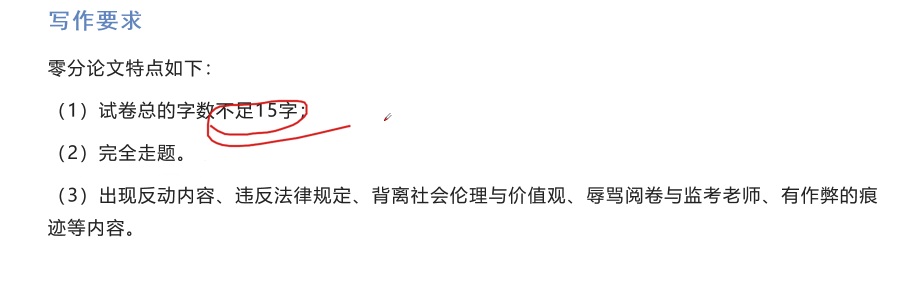 写作要求
零分论文特点如下：
（1）试卷总的字数不足15字；
（2）完全走题。
（3）出现反动内容、违反法律规定、背离社会伦理与价值观、辱骂阅卷与监考老师、有作弊的痕
迹等内容。